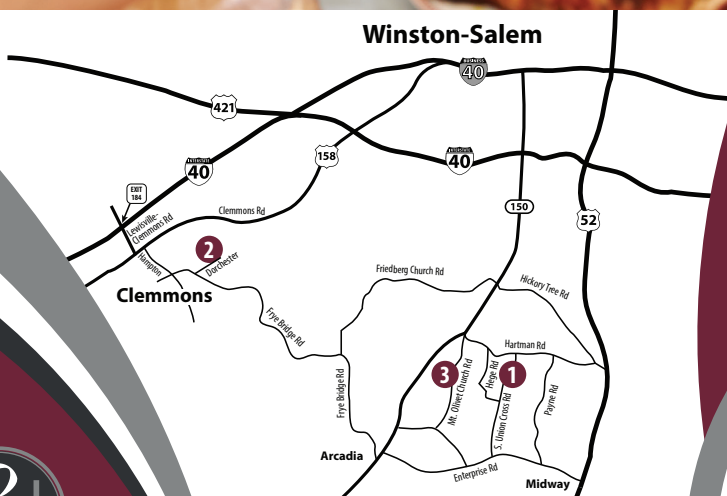 Winston-Salem
BUSINESS
40
421
INTERSTATE
40
158
INTERSTATE
40
EXIT
184
150
52
Lewisville-
Clemmons Rd
Clemmons Rd
2
Hampton
Dorchester
Clemmons
Friedberg Church Rd
Hickory Tree Rd
Frye Bridge Rd
Hartman Rd
3
Hege Rd
1
Frye Bridge Rd
Mt. Olivet Church Rd
S. Union Cross Rd
Payne Rd
Arcadia
Enterprise Rd
Midway